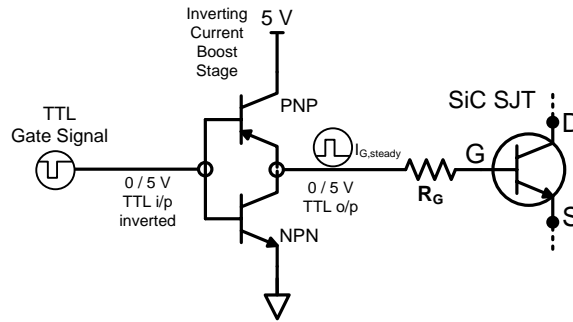 Inverting
Current
Boost
Stage
5 V
PNP
SiC SJT
D
TTL
Gate Signal
I_G,steady
G
0 / 5 V
TTL i/p
inverted
0 / 5 V
TTL o/p
R_G
S
NPN